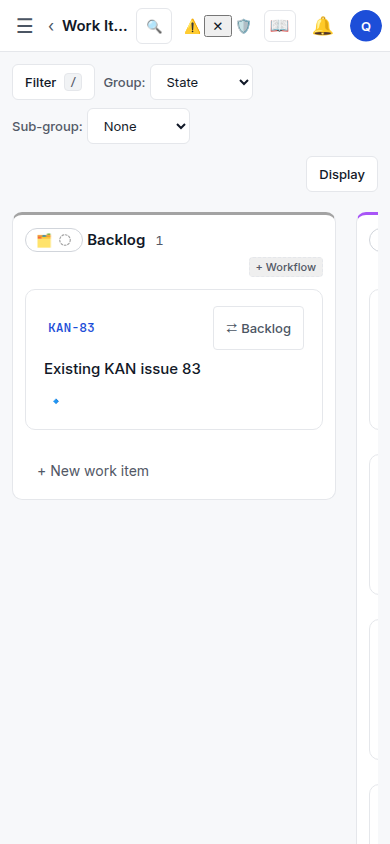 Work It...
Q
Filter /
Group: State
Sub-group: None
Display
Backlog 1
+ Workflow
KAN-83
⇄ Backlog
Existing KAN issue 83
+ New work item